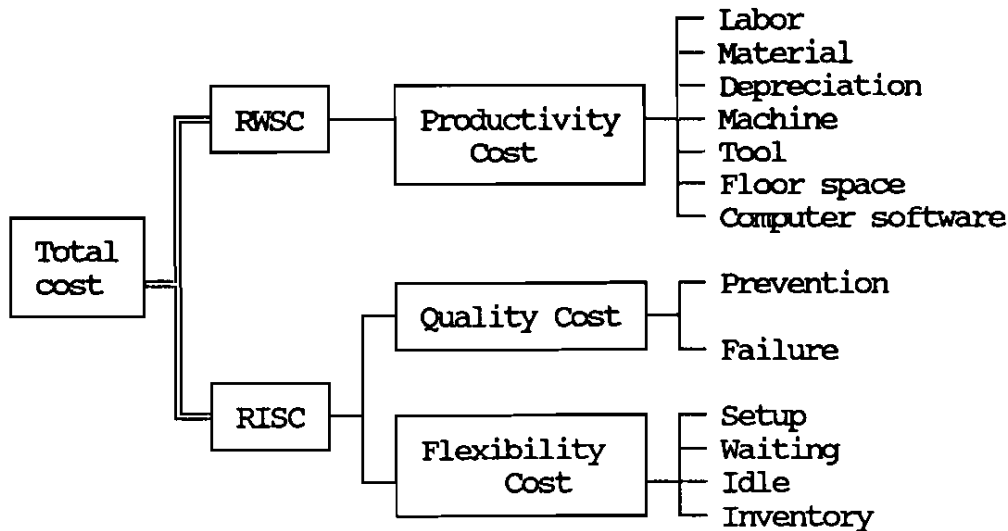 Labor
Material
Depreciation
Machine
Tool
Floor space
Computer software
RWSC
Productivity
Cost
Total
cost
Quality Cost
Prevention
Failure
RISC
Flexibility
Cost
Setup
Waiting
Idle
Inventory